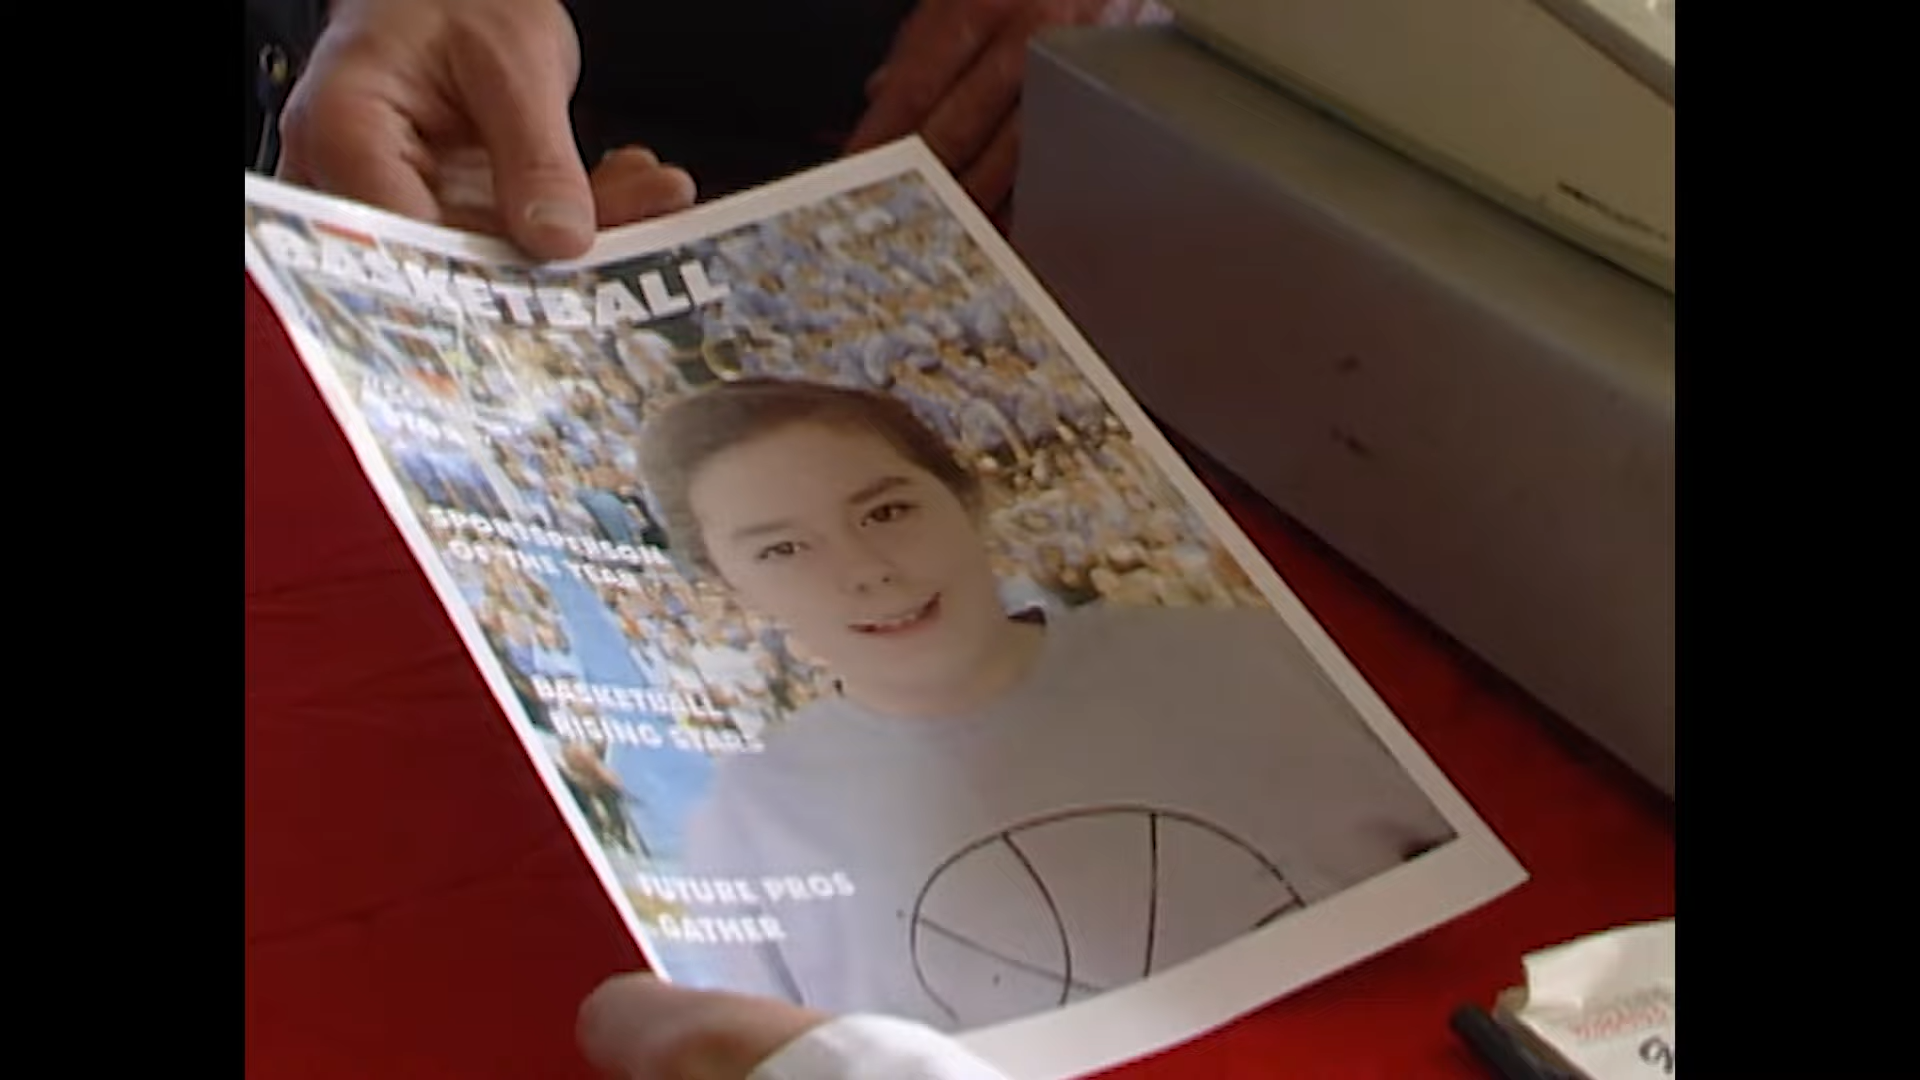 BASKETBALL
SPORTSPERSON
OF THE YEAR
BASKETBALL
RISING STARS
FUTURE PROS
GATHER